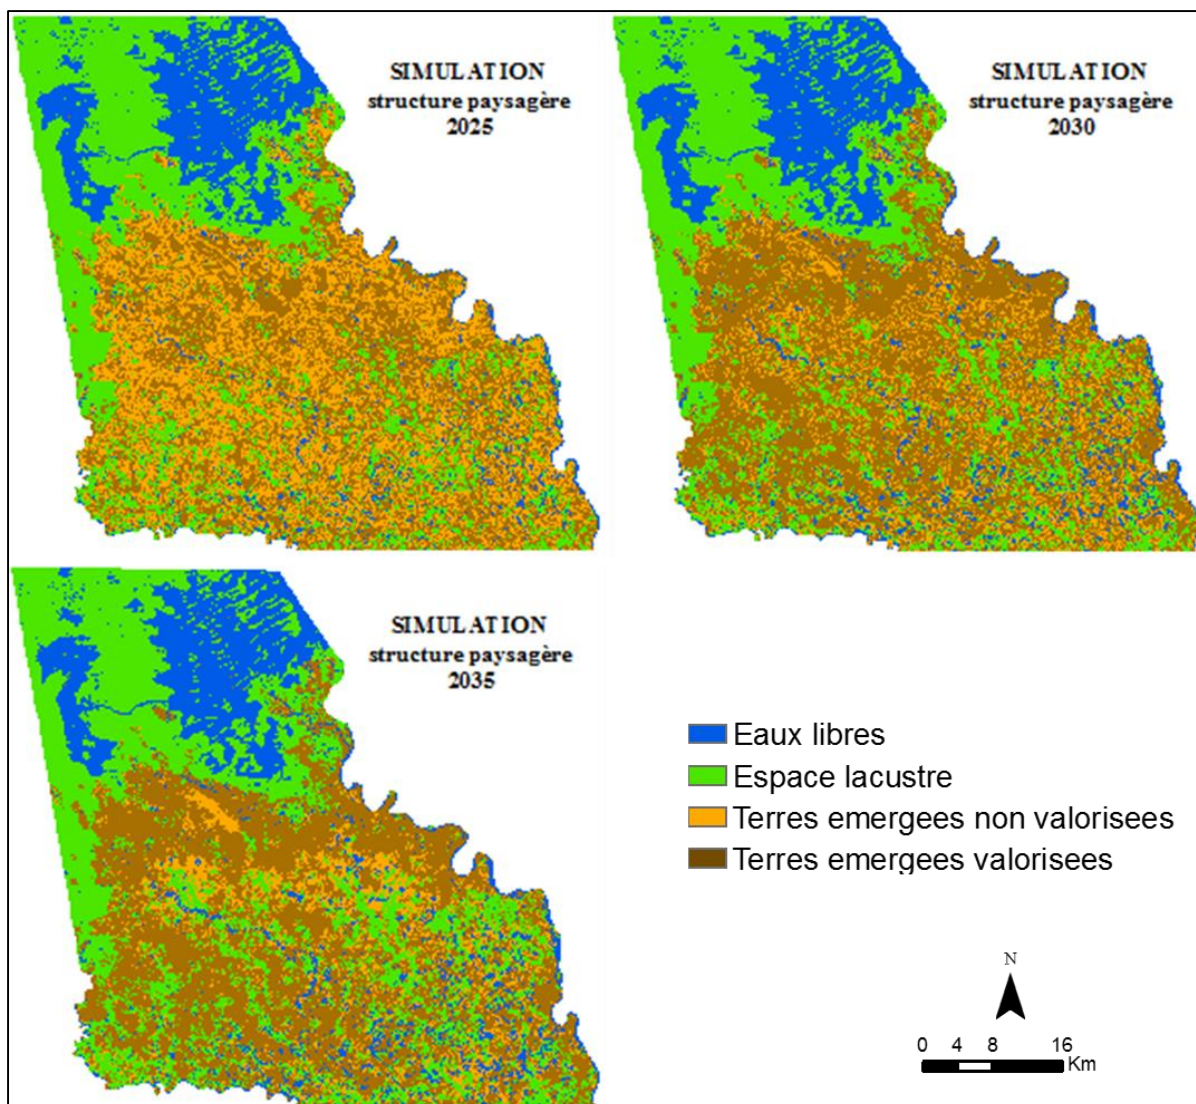 SIMULATION
structure paysagère
2025
SIMULATION
structure paysagère
2030
SIMULATION
structure paysagère
2035
Eaux libres
Espace lacustre
Terres emergees non valorisees
Terres emergees valorisees
N
0 4 8 16
Km